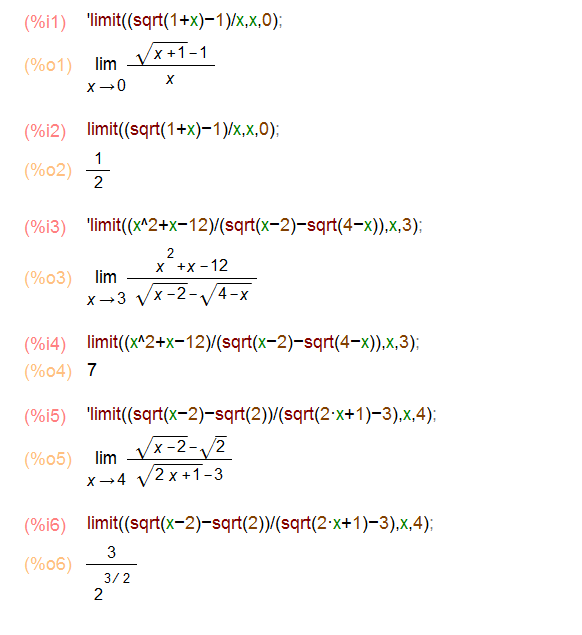 (%i1) 'limit((sqrt(1+x)−1)/x,x,0);
(%o1) lim x→0 √(x+1)−1 / x
(%i2) limit((sqrt(1+x)−1)/x,x,0);
(%o2) 1/2
(%i3) 'limit((x^2+x−12)/(sqrt(x−2)−sqrt(4−x)),x,3);
(%o3) lim x→3 x²+x−12 / √(x−2)−√(4−x)
(%i4) limit((x^2+x−12)/(sqrt(x−2)−sqrt(4−x)),x,3);
(%o4) 7
(%i5) 'limit((sqrt(x−2)−sqrt(2))/(sqrt(2·x+1)−3),x,4);
(%o5) lim x→4 √(x−2)−√2 / √(2x+1)−3
(%i6) limit((sqrt(x−2)−sqrt(2))/(sqrt(2·x+1)−3),x,4);
(%o6) 3 / 2^3/2